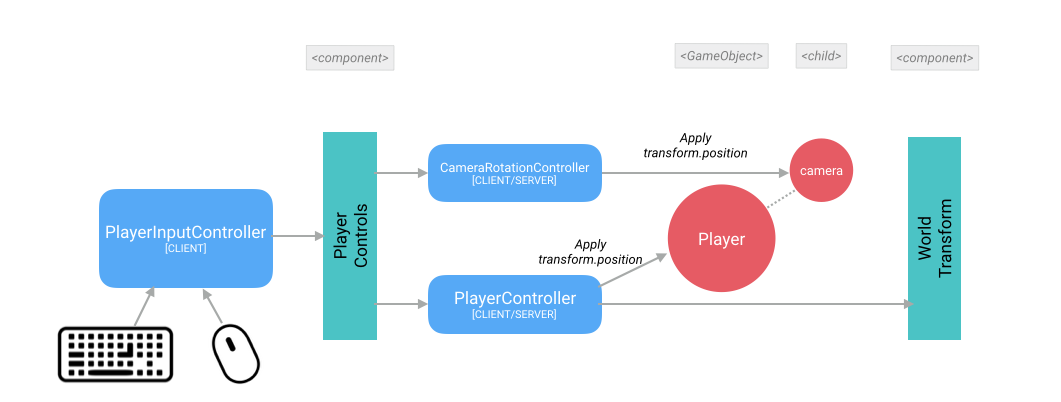 <component>
<GameObject>
<child>
<component>
Apply
transform.position
CameraRotationController
[CLIENT/SERVER]
camera
PlayerInputController
[CLIENT]
Player
Controls
Player
World
Transform
Apply
transform.position
PlayerController
[CLIENT/SERVER]